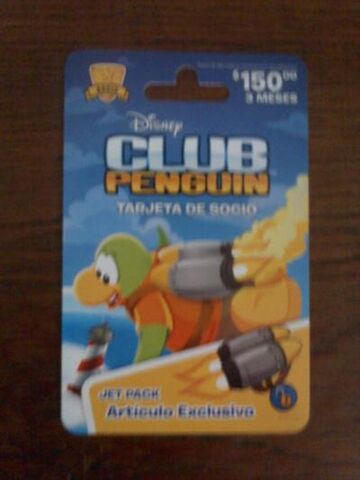 $150.00
3 MESES
Disney
CLUB
PENGUIN
TARJETA DE SOCIO
JET PACK
Artículo Exclusivo